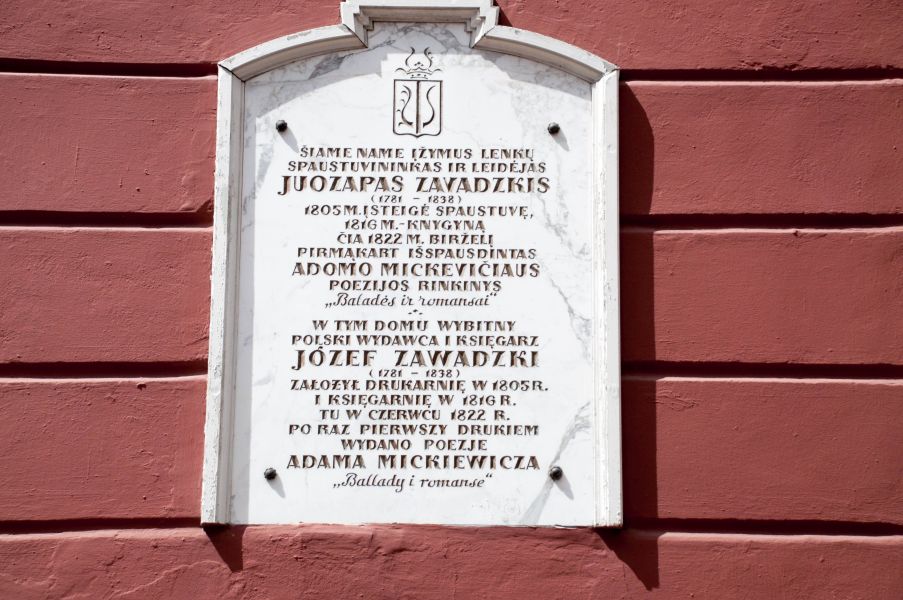 ŠIAME NAME IŽYMUS LENKŲ
SPAUSTUVININKAS IR LEIDĖJAS
JUOZAPAS ZAVADZKIS
(1781 – 1838)
1805 M. ĮSTEIGĖ SPAUSTUVĘ,
1816 M.-KNYGYNĄ
ČIA 1822 M. BIRŽELĮ
PIRMĄKART IŠSPAUSDINTAS
ADOMO MICKEVIČIAUS
POEZIJOS RINKINYS
„Baladės ir romansai“
W TYM DOMU WYBITNY
POLSKI WYDAWCA I KSIĘGARZ
JÓZEF ZAWADZKI
(1781 – 1838)
ZAŁOŻYŁ DRUKARNIĘ W 1805 R.
I KSIĘGARNIĘ W 1816 R.
TU W CZERWCU 1822 R.
PO RAZ PIERWSZY DRUKIEM
WYDANO POEZJE
ADAMA MICKIEWICZA
„Ballady i romanse“